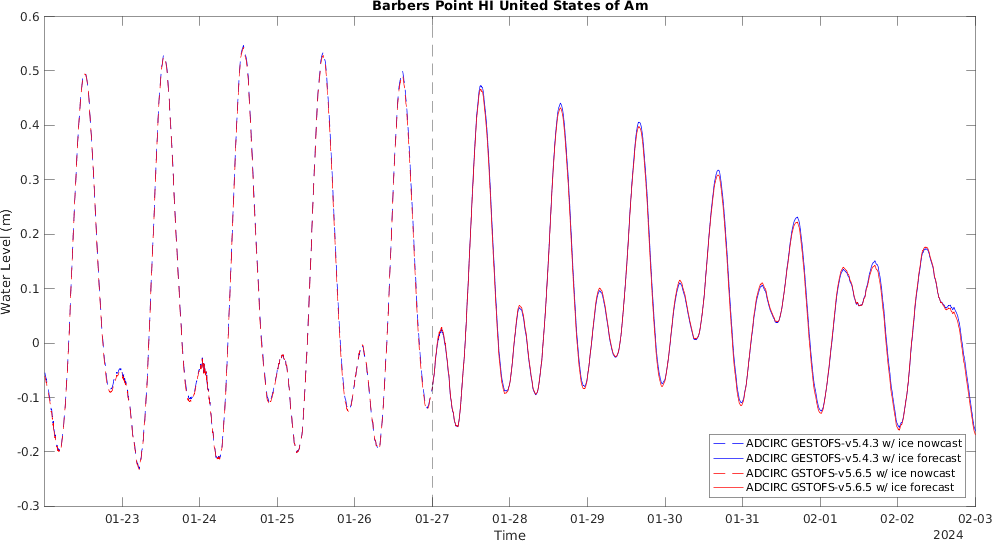 Barbers Point HI United States of Am
0.6
0.5
0.4
0.3
0.2
0.1
0
-0.1
-0.2
-0.3
Water Level (m)
ADCIRC GESTOFS-v5.4.3 w/ ice nowcast
ADCIRC GESTOFS-v5.4.3 w/ ice forecast
ADCIRC GSTOFS-v5.6.5 w/ ice nowcast
ADCIRC GSTOFS-v5.6.5 w/ ice forecast
01-23 01-24 01-25 01-26 01-27 01-28 01-29 01-30 01-31 02-01 02-02 02-03
Time
2024